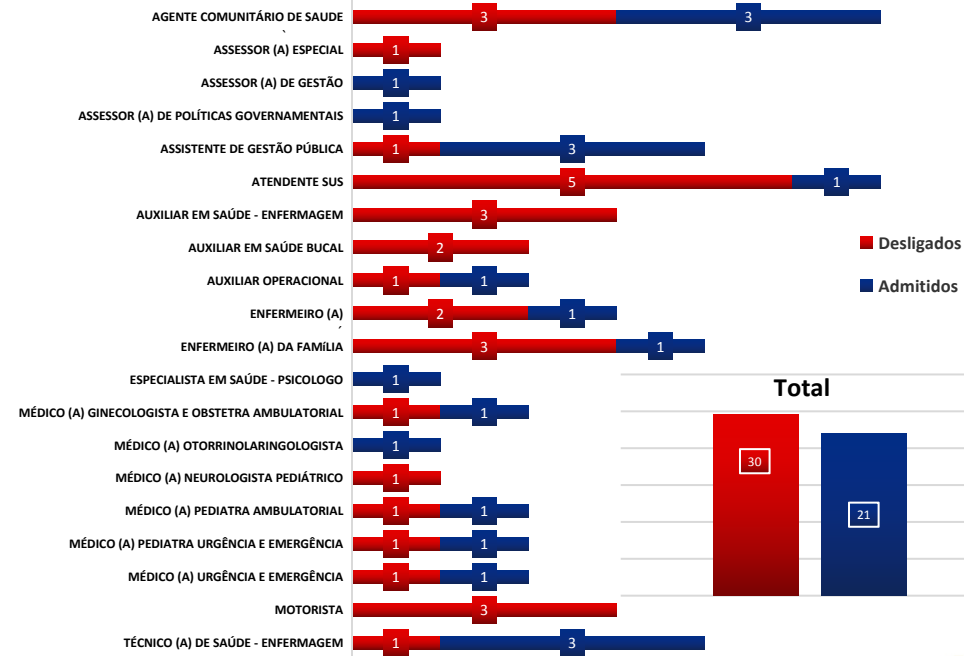 AGENTE COMUNITÁRIO DE SAUDE 3 3
`
ASSESSOR (A) ESPECIAL 1
ASSESSOR (A) DE GESTÃO 1
ASSESSOR (A) DE POLÍTICAS GOVERNAMENTAIS 1
ASSISTENTE DE GESTÃO PÚBLICA 1 3
ATENDENTE SUS 5 1
AUXILIAR EM SAÚDE - ENFERMAGEM 3
AUXILIAR EM SAÚDE BUCAL 2
AUXILIAR OPERACIONAL 1 1
ENFERMEIRO (A) 2 1
´
ENFERMEIRO (A) DA FAMíLIA 3 1
ESPECIALISTA EM SAÚDE - PSICOLOGO 1
MÉDICO (A) GINECOLOGISTA E OBSTETRA AMBULATORIAL 1 1
MÉDICO (A) OTORRINOLARINGOLOGISTA 1
MÉDICO (A) NEUROLOGISTA PEDIÁTRICO 1
MÉDICO (A) PEDIATRA AMBULATORIAL 1 1
MÉDICO (A) PEDIATRA URGÊNCIA E EMERGÊNCIA 1 1
MÉDICO (A) URGÊNCIA E EMERGÊNCIA 1 1
MOTORISTA 3
TÉCNICO (A) DE SAÚDE - ENFERMAGEM 1 3
Desligados
Admitidos
Total
30
21